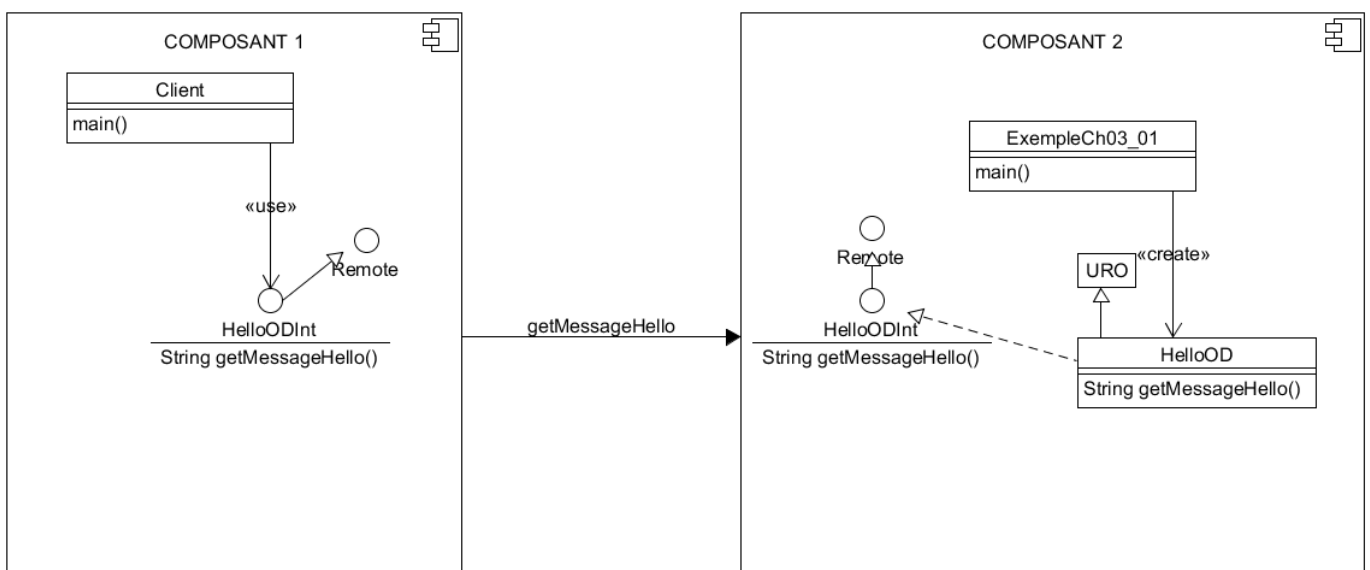 COMPOSANT 1
Client
main()
«use»
Remote
HelloODInt
String getMessageHello()
getMessageHello
COMPOSANT 2
ExempleCh03_01
main()
«create»
Remote
URO
HelloODInt
String getMessageHello()
HelloOD
String getMessageHello()